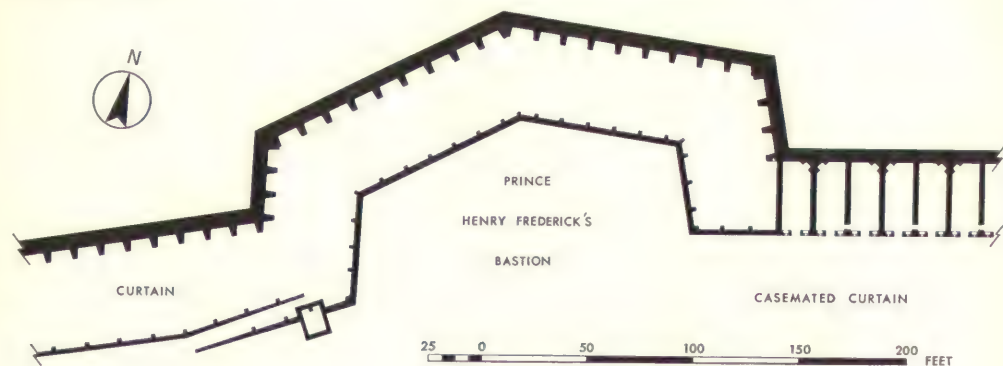 N
PRINCE
HENRY FREDERICK'S
BASTION
CURTAIN
CASEMATED CURTAIN
25 0 50 100 150 200 FEET